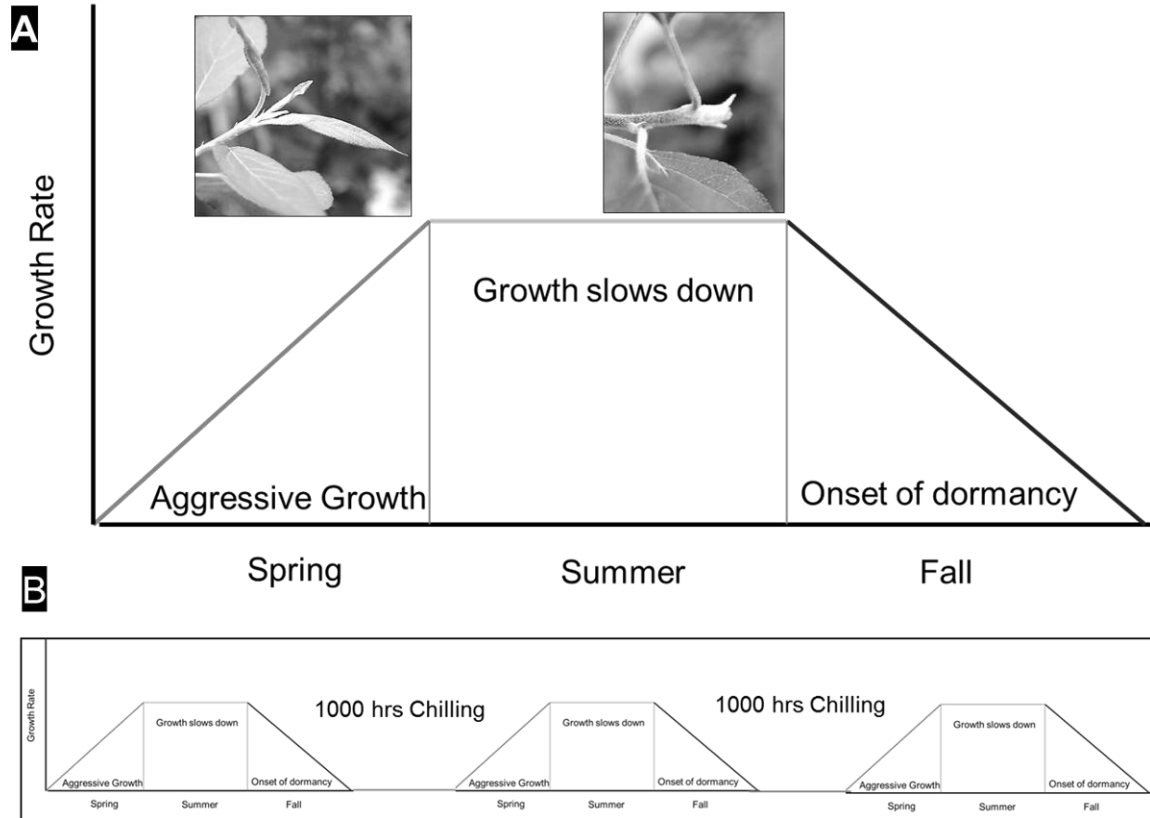 A
Growth Rate
Growth slows down
Aggressive Growth
Onset of dormancy
Spring
Summer
Fall
B
Growth Rate
1000 hrs Chilling
1000 hrs Chilling
Growth slows down
Growth slows down
Growth slows down
Aggressive Growth
Onset of dormancy
Aggressive Growth
Onset of dormancy
Aggressive Growth
Onset of dormancy
Spring
Summer
Fall
Spring
Summer
Fall
Spring
Summer
Fall